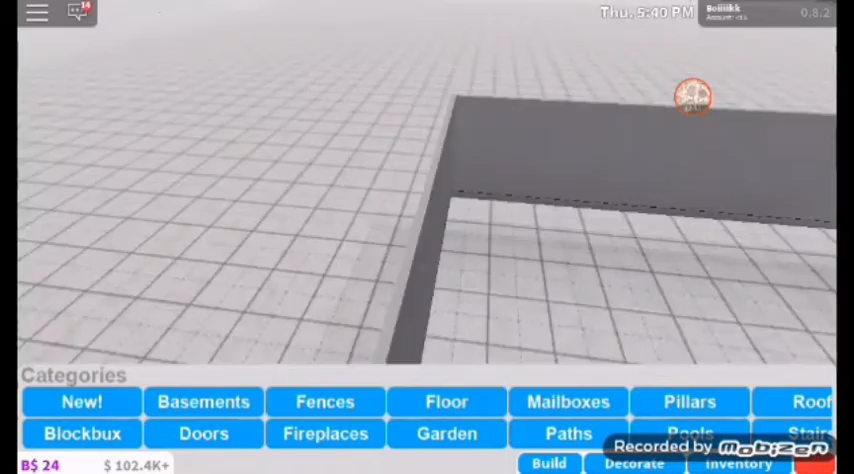 14
Thu, 5:40 PM
Boiiiikk
0.8.2
Categories
New! Basements Fences Floor Mailboxes Pillars Roof
Blockbux Doors Fireplaces Garden Paths Pools Stairs
Recorded by mobizen
B$ 24 $ 102.4K+ Build Decorate Inventory